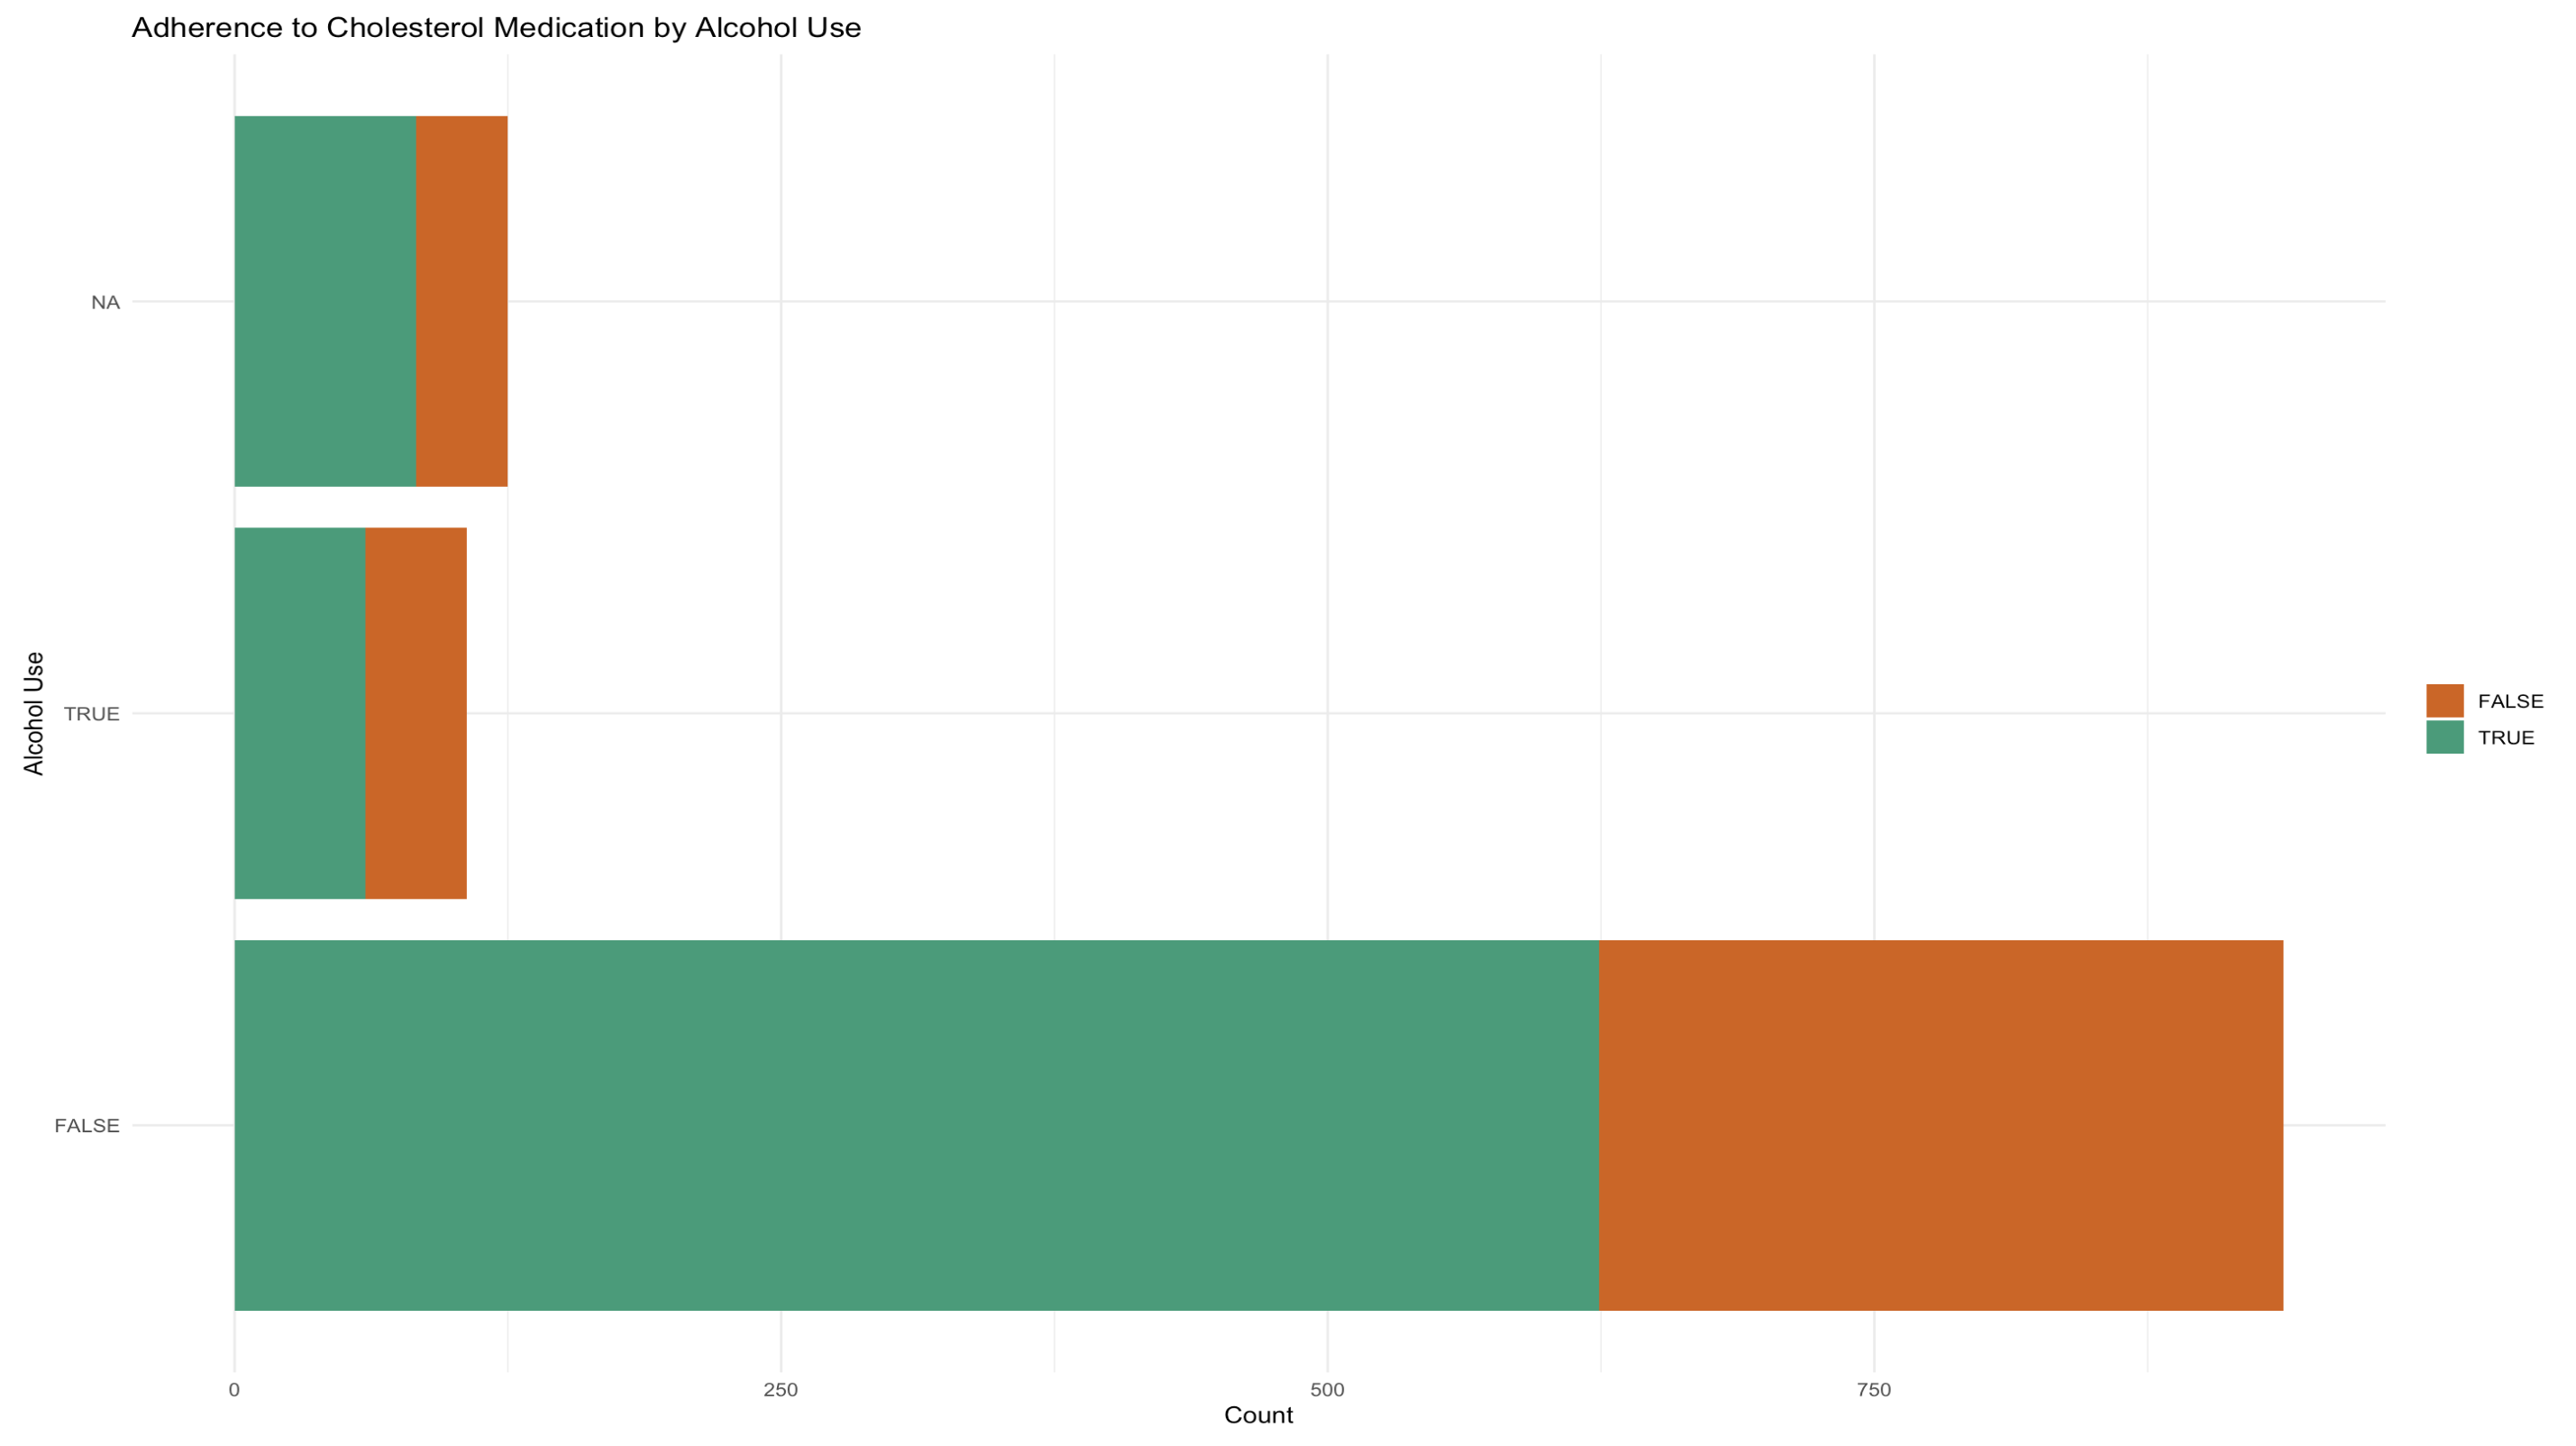 Adherence to Cholesterol Medication by Alcohol Use
Alcohol Use
NA
TRUE
FALSE
0 250 500 750
Count
FALSE
TRUE